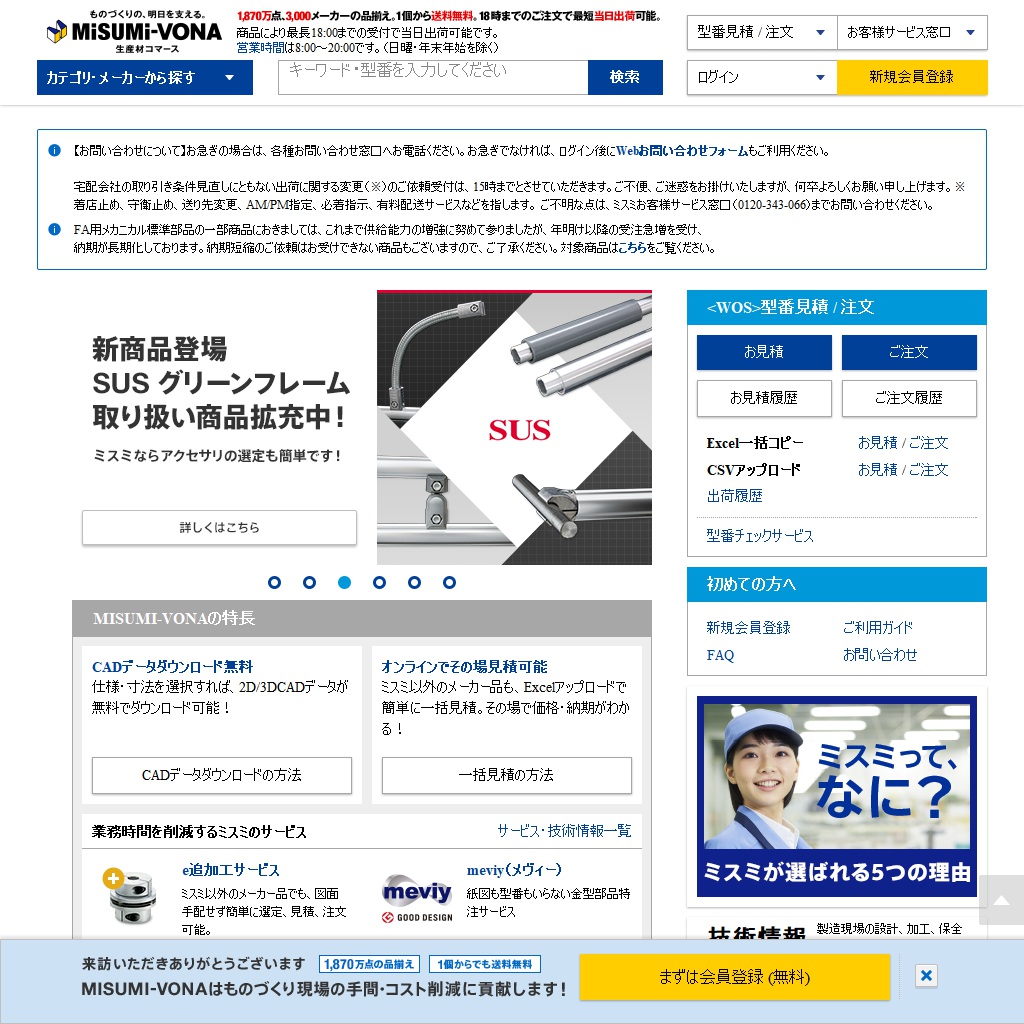 ものづくりの、明日を支える。
MiSUMi-VONA
生産材コマース
1,870万点、3,000メーカーの品揃え。1個から送料無料。18時までのご注文で最短当日出荷可能。
商品により最長18:00までの受付で当日出荷可能です。
営業時間は8:00～20:00です。（日曜・年末年始を除く）
型番見積 / 注文
お客様サービス窓口
カテゴリ・メーカーから探す
キーワード・型番を入力してください
検索
ログイン
新規会員登録
【お問い合わせについて】お急ぎの場合は、各種お問い合わせ窓口へお電話ください。お急ぎでなければ、ログイン後にWebお問い合わせフォームもご利用ください。
宅配会社の取り引き条件見直しにともない出荷に関する変更（※）のご依頼受付は、15時までとさせていただきます。ご不便、ご迷惑をお掛けいたしますが、何卒よろしくお願い申し上げます。 ※
着店止め、守衛止め、送り先変更、AM/PM指定、必着指示、有料配送サービスなどを指します。 ご不明な点は、ミスミお客様サービス窓口（0120-343-066）までお問い合わせください。
FA用メカニカル標準部品の一部商品におきましては、これまで供給能力の増強に努めて参りましたが、年明け以降の受注急増を受け、
納期が長期化しております。納期短縮のご依頼はお受けできない商品もございますので、ご了承ください。対象商品はこちらをご覧ください。
新商品登場
SUS グリーンフレーム
取り扱い商品拡充中！
ミスミならアクセサリの選定も簡単です！
詳しくはこちら
SUS
<WOS>型番見積 / 注文
お見積
ご注文
お見積履歴
ご注文履歴
Excel一括コピー お見積 / ご注文
CSVアップロード お見積 / ご注文
出荷履歴
型番チェックサービス
初めての方へ
新規会員登録 ご利用ガイド
FAQ お問い合わせ
MISUMI-VONAの特長
CADデータダウンロード無料
仕様・寸法を選択すれば、2D/3DCADデータが
無料でダウンロード可能！
CADデータダウンロードの方法
オンラインでその場見積可能
ミスミ以外のメーカー品も、Excelアップロードで
簡単に一括見積。その場で価格・納期がわか
る！
一括見積の方法
業務時間を削減するミスミのサービス
サービス・技術情報一覧
e追加工サービス
ミスミ以外のメーカー品でも、図面
手配せず簡単に選定、見積、注文
可能。
meviy
GOOD DESIGN
meviy（メヴィー）
紙図も型番もいらない金型部品特
注サービス
ミスミって、
なに？
ミスミが選ばれる5つの理由
技術情報
製造現場の設計、加工、保全
来訪いただきありがとうございます
1,870万点の品揃え
1個からでも送料無料
MISUMI-VONAはものづくり現場の手間・コスト削減に貢献します！
まずは会員登録 (無料)